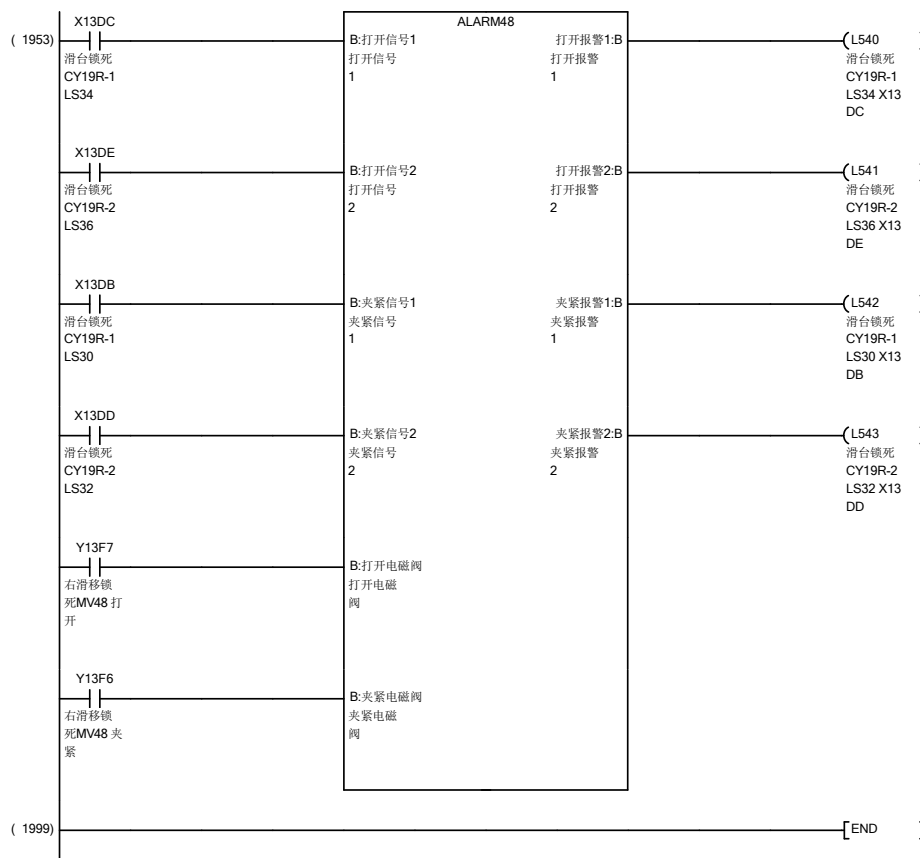 X13DC
ALARM48
( 1953)
B:打开信号1
打开报警1:B
L540
滑台锁死
CY19R-1
LS34
打开信号
1
打开报警
1
滑台锁死
CY19R-1
LS34 X13
DC
X13DE
B:打开信号2
打开报警2:B
L541
滑台锁死
CY19R-2
LS36
打开信号
2
打开报警
2
滑台锁死
CY19R-2
LS36 X13
DE
X13DB
B:夹紧信号1
夹紧报警1:B
L542
滑台锁死
CY19R-1
LS30
夹紧信号
1
夹紧报警
1
滑台锁死
CY19R-1
LS30 X13
DB
X13DD
B:夹紧信号2
夹紧报警2:B
L543
滑台锁死
CY19R-2
LS32
夹紧信号
2
夹紧报警
2
滑台锁死
CY19R-2
LS32 X13
DD
Y13F7
B:打开电磁阀
右滑移锁
死MV48 打
开
打开电磁
阀
Y13F6
B:夹紧电磁阀
右滑移锁
死MV48 夹
紧
夹紧电磁
阀
( 1999)
END